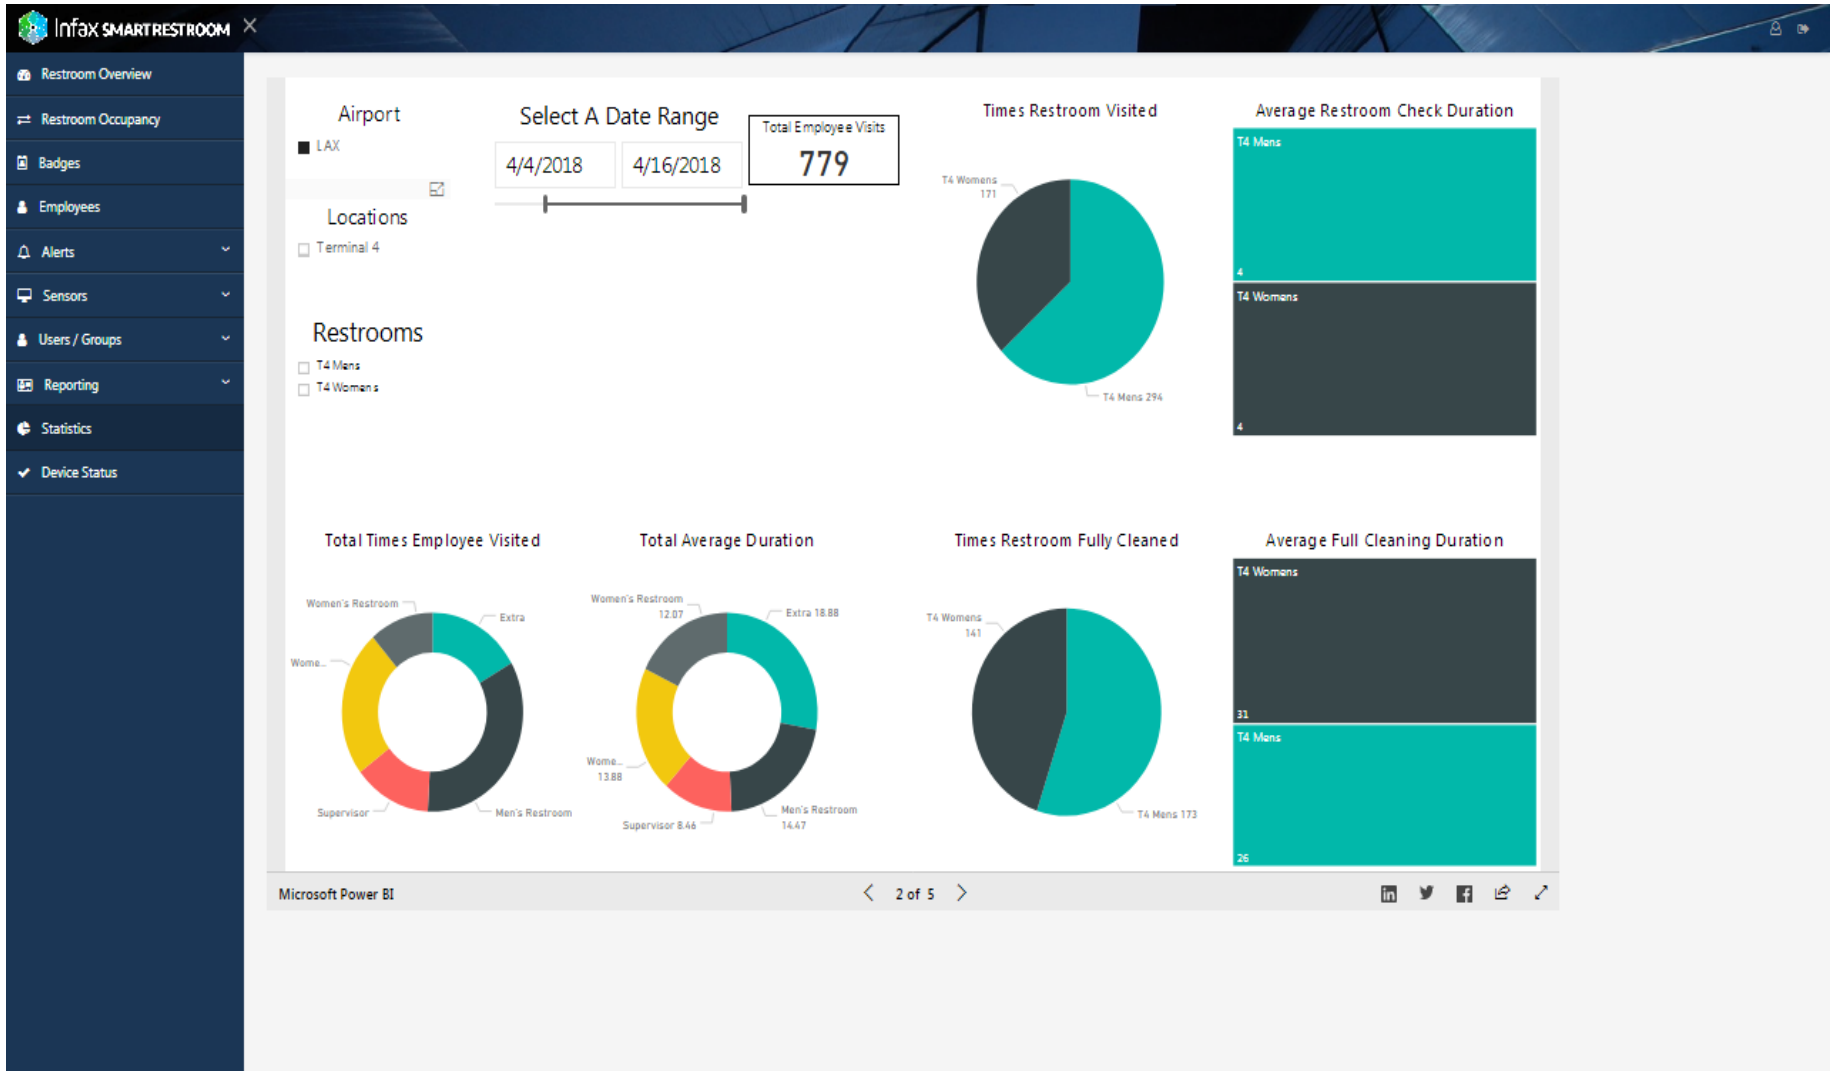 Infax SMARTRESTROOM
Restroom Overview
Restroom Occupancy
Badges
Employees
Alerts
Sensors
Users / Groups
Reporting
Statistics
Device Status
Airport
LAX
Locations
Terminal 4
Restrooms
T4 Mens
T4 Womens
Select A Date Range
4/4/2018
4/16/2018
Total Employee Visits
779
Times Restroom Visited
T4 Womens
171
T4 Mens 294
Average Restroom Check Duration
T4 Mens
4
T4 Womens
4
Total Times Employee Visited
Women's Restroom
Extra
Wome...
Supervisor
Men's Restroom
Total Average Duration
Women's Restroom
12.07
Extra 18.88
Wome...
13.88
Supervisor 8.46
Men's Restroom
14.47
Times Restroom Fully Cleaned
T4 Womens
141
T4 Mens 173
Average Full Cleaning Duration
T4 Womens
31
T4 Mens
26
Microsoft Power BI
2 of 5